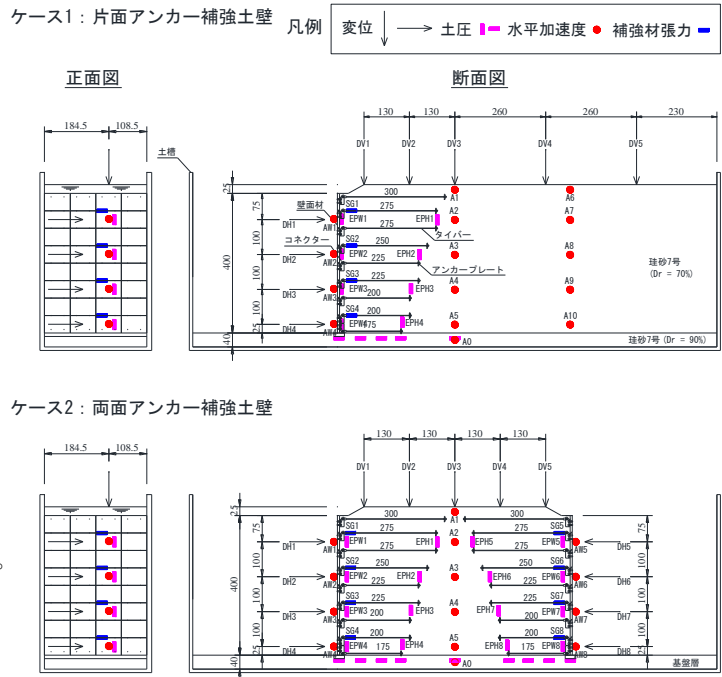 ケース1：片面アンカー補強土壁
凡例 変位 土圧 水平加速度 補強材張力
正面図
断面図
184.5 108.5
130 130 260 260 230
DV1 DV2 DV3 DV4 DV5
土槽
25
300
A1 A6
75
壁面材
SG1 275
A2 A7
DH1 AW1 EPW1 EPH1
275
タイバー
100
コネクター
SG2 250
400
A3 A8
DH2 AW2 EPW2 EPH2
225
アンカープレート
珪砂7号
(Dr = 70%)
100
SG3 225
A4 A9
DH3 AW3 EPW3 EPH3
200
100
SG4 200
A5 A10
DH4 AW4 EPW4 175 EPH4
25
40
A0
珪砂7号 (Dr = 90%)
ケース2：両面アンカー補強土壁
184.5 108.5
130 130 130 130
DV1 DV2 DV3 DV4 DV5
25
300 A1 300
75 SG1 275 A2 275 SG5 75
DH1 AW1 EPW1 EPH1 EPH5 EPW5 AW5 DH5
275 275
100 SG2 250 A3 250 SG6 100
400
DH2 AW2 EPW2 EPH2 EPH6 EPW6 AW6 DH6
225 225
100 SG3 225 A4 225 SG7 100
DH3 AW3 EPW3 200 EPH3 EPH7 200 EPW7 AW7 DH7
100 SG4 200 A5 200 SG8 100
DH4 AW4 EPW4 175 EPH4 EPH8 175 EPW8 AW8 DH8
25 25
40
A0
基盤層